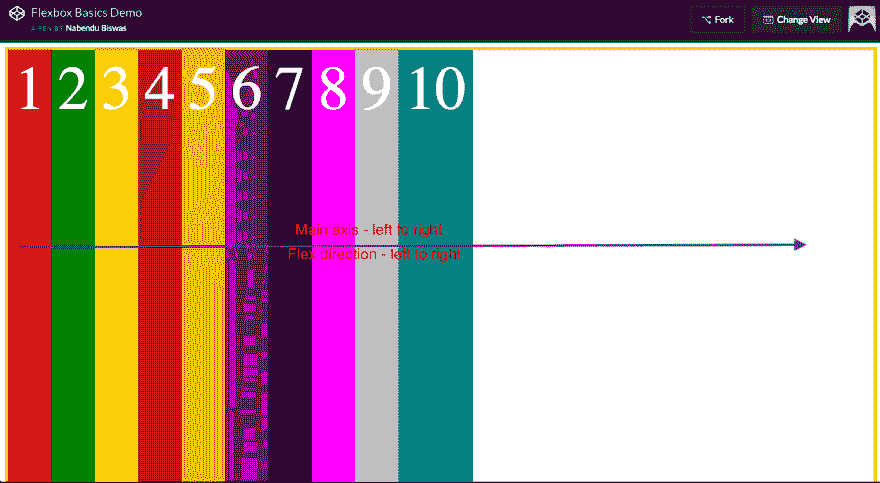 Flexbox Basics Demo
A PEN BY Nabendu Biswas
Fork
Change View
1 2 3 4 5 6 7 8 9 10
Main axis - left to right
Flex direction - left to right